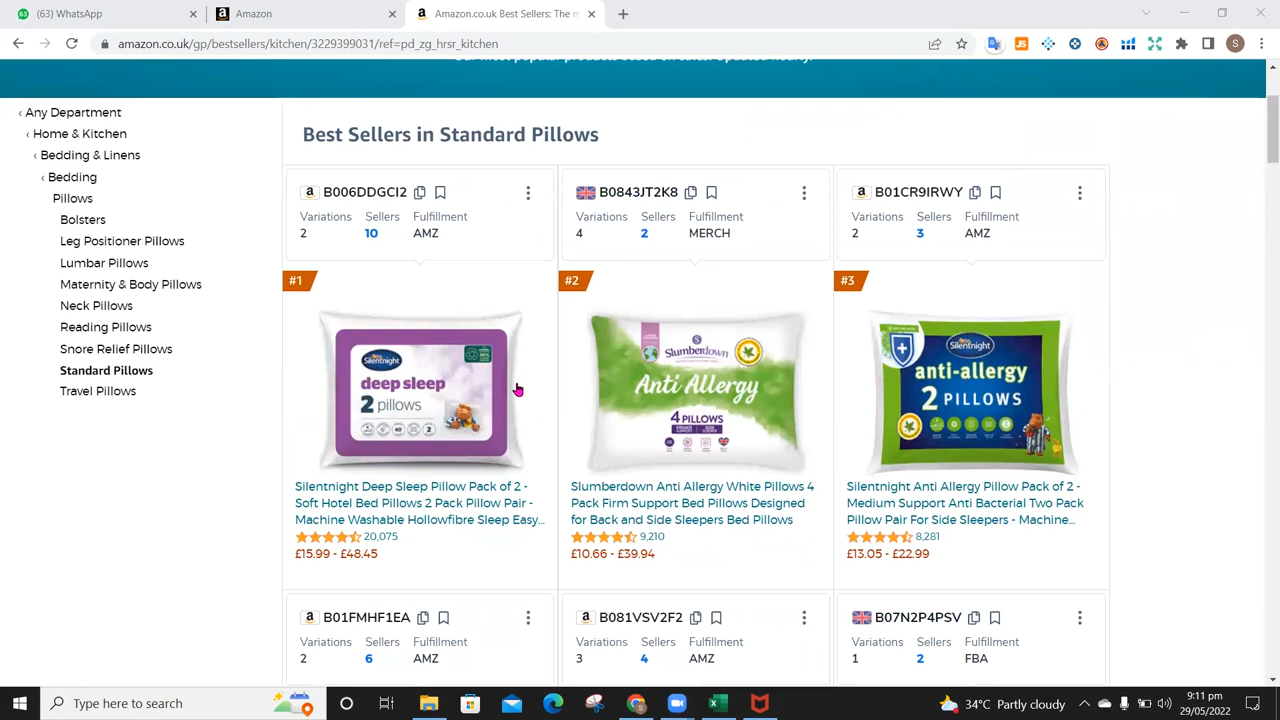 (63) WhatsApp
Amazon
Amazon.co.uk Best Sellers: The m
amazon.co.uk/gp/bestsellers/kitchen/3229399031/ref=pd_zg_hrsr_kitchen
JS
S
Our most popular products based on sales. Updated hourly.
‹ Any Department
‹ Home & Kitchen
‹ Bedding & Linens
‹ Bedding
Pillows
Bolsters
Leg Positioner Pillows
Lumbar Pillows
Maternity & Body Pillows
Neck Pillows
Reading Pillows
Snore Relief Pillows
Standard Pillows
Travel Pillows
Best Sellers in Standard Pillows
B006DDGCI2
Variations Sellers Fulfillment
2 10 AMZ
#1
Silentnight
deep sleep
2 pillows
Silentnight Deep Sleep Pillow Pack of 2 -
Soft Hotel Bed Pillows 2 Pack Pillow Pair -
Machine Washable Hollowfibre Sleep Easy...
20,075
£15.99 - £48.45
B0843JT2K8
Variations Sellers Fulfillment
4 2 MERCH
#2
Slumberdown
Anti Allergy
4 PILLOWS
Slumberdown Anti Allergy White Pillows 4
Pack Firm Support Bed Pillows Designed
for Back and Side Sleepers Bed Pillows
9,210
£10.66 - £39.94
B01CR9IRWY
Variations Sellers Fulfillment
2 3 AMZ
#3
Silentnight
anti-allergy
2 PILLOWS
Silentnight Anti Allergy Pillow Pack of 2 -
Medium Support Anti Bacterial Two Pack
Pillow Pair For Side Sleepers - Machine...
8,281
£13.05 - £22.99
B01FMHF1EA
Variations Sellers Fulfillment
2 6 AMZ
B081VSV2F2
Variations Sellers Fulfillment
3 4 AMZ
B07N2P4PSV
Variations Sellers Fulfillment
1 2 FBA
Type here to search
34°C Partly cloudy
9:11 pm
29/05/2022